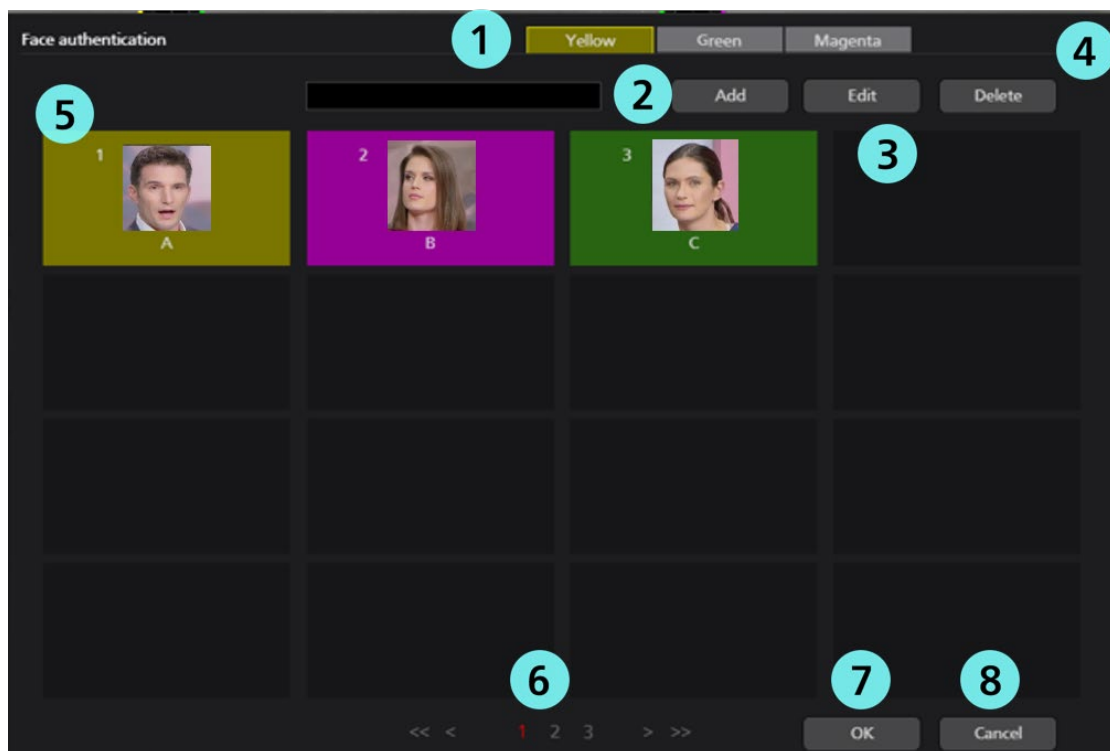 Face authentication
1
Yellow
Green
Magenta
4
5
2
Add
Edit
Delete
3
1
A
2
B
3
C
6
7
8
<< < 1 2 3 > >>
OK
Cancel